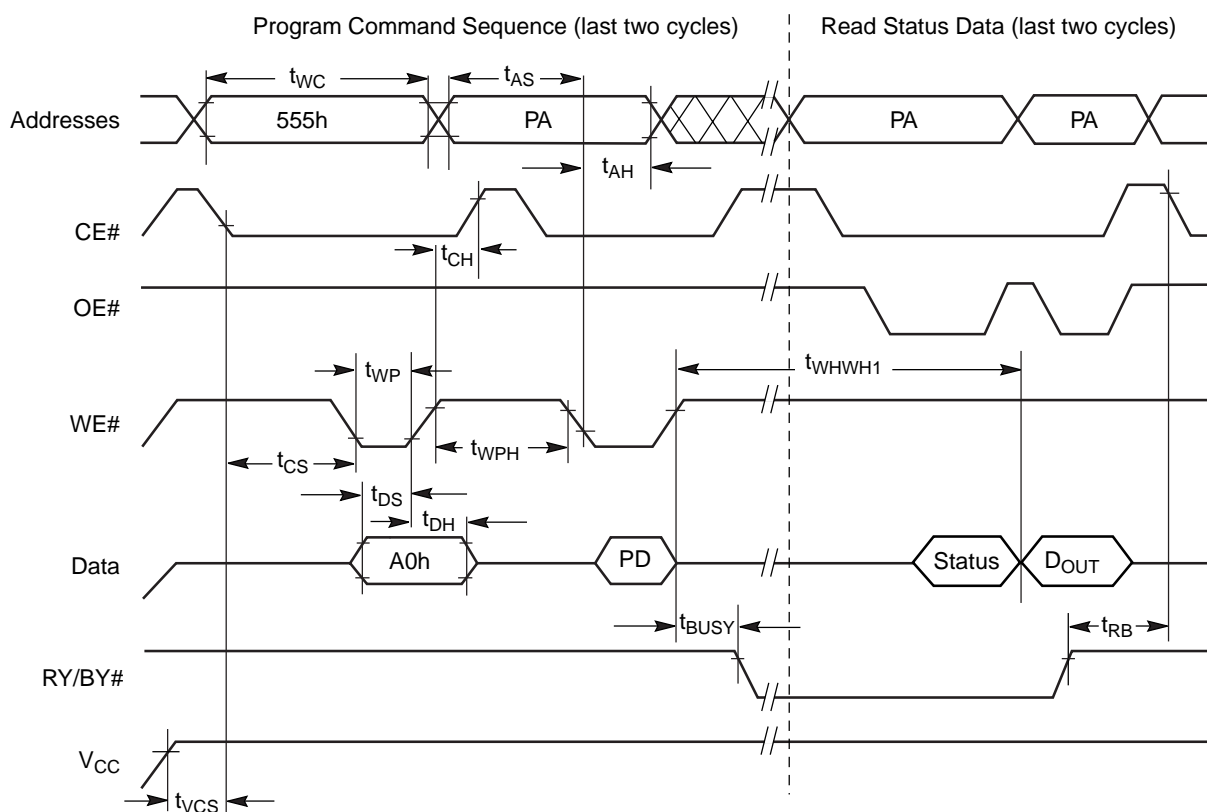 Program Command Sequence (last two cycles)
Read Status Data (last two cycles)
tWC
tAS
Addresses
555h
PA
PA
PA
tAH
CE#
tCH
OE#
tWP
tWHWH1
WE#
tWPH
tCS
tDS
tDH
Data
A0h
PD
Status
DOUT
tBUSY
tRB
RY/BY#
VCC
tVCS